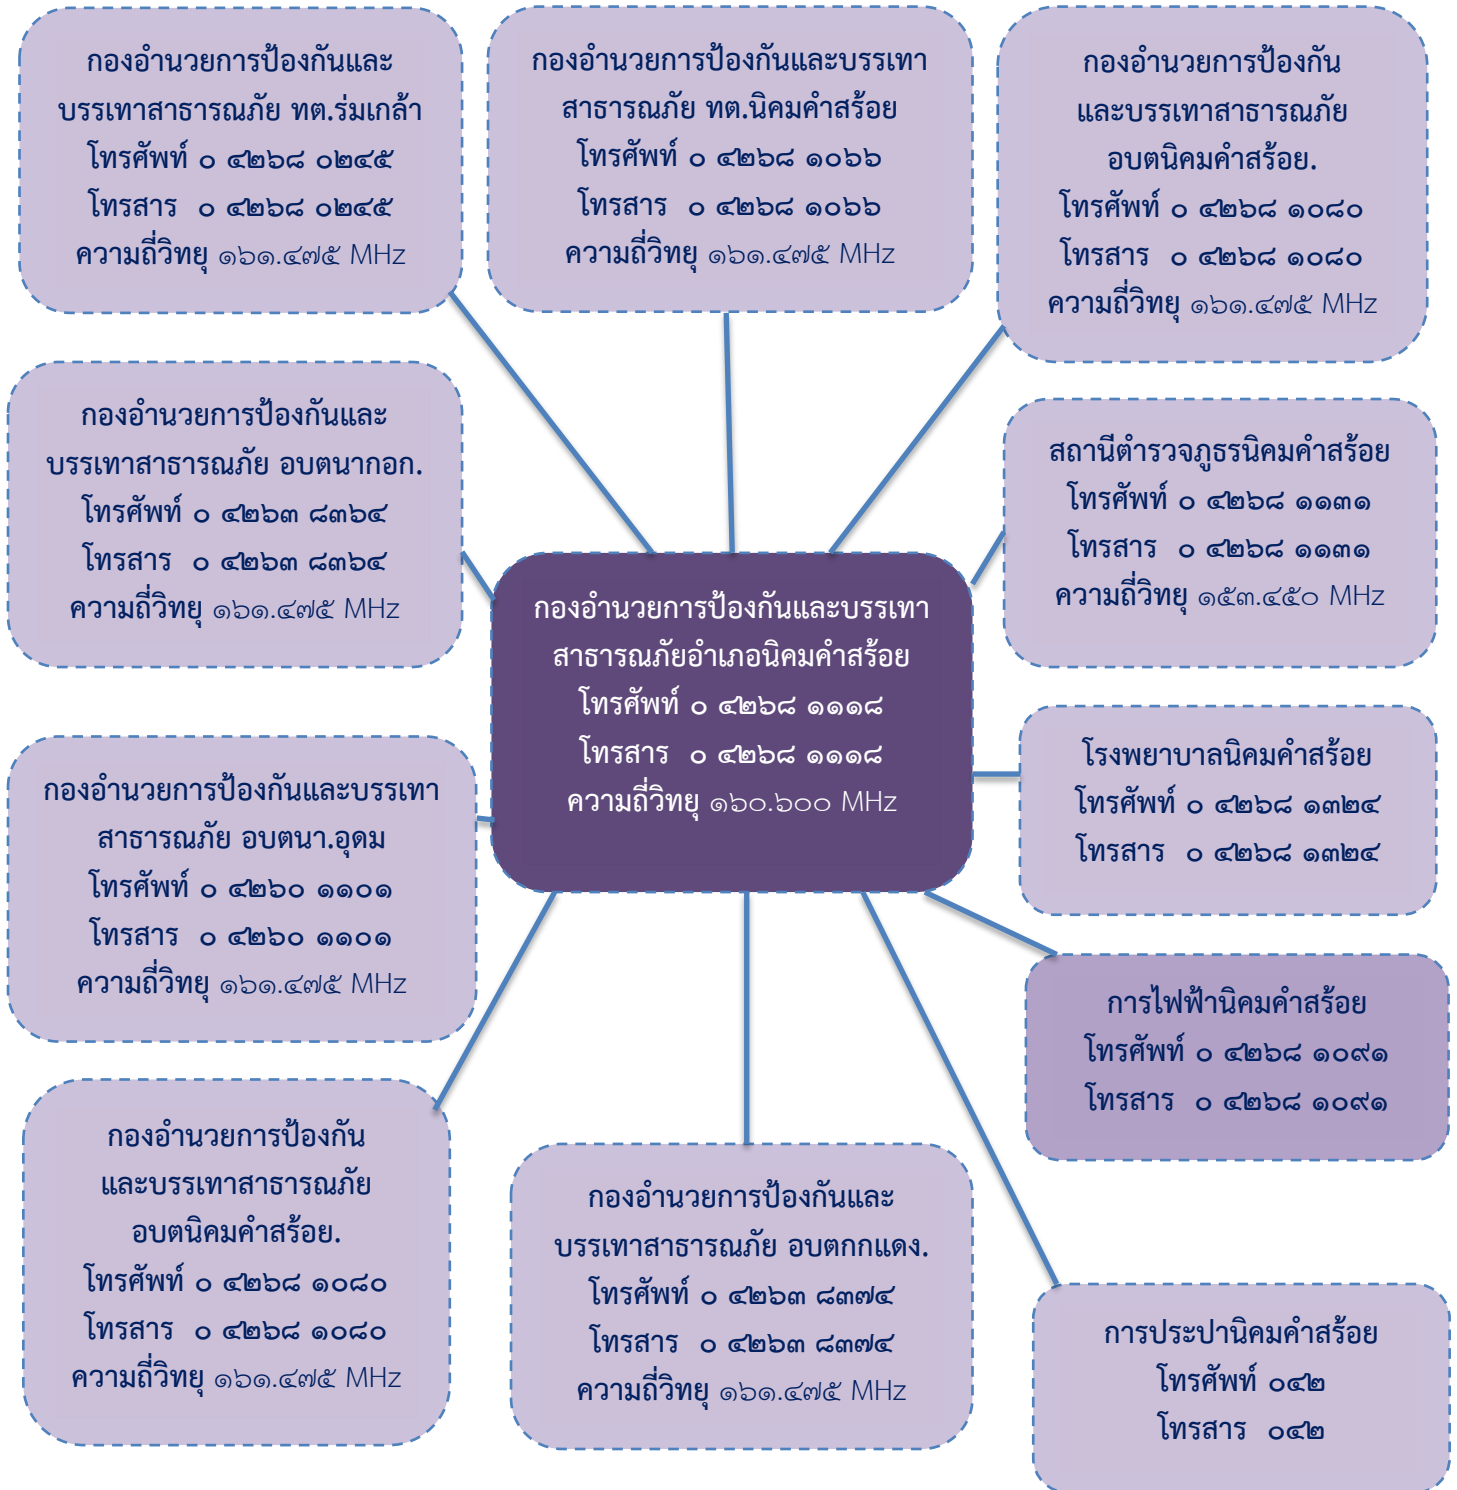 กองอำนวยการป้องกันและ
บรรเทาสาธารณภัย ทต.ร่มเกล้า
โทรศัพท์ ๐ ๔๒๖๘ ๐๒๔๕
โทรสาร ๐ ๔๒๖๘ ๐๒๔๕
ความถี่วิทยุ ๑๖๑.๔๗๕ MHz
กองอำนวยการป้องกันและบรรเทา
สาธารณภัย ทต.นิคมคำสร้อย
โทรศัพท์ ๐ ๔๒๖๘ ๑๐๖๖
โทรสาร ๐ ๔๒๖๘ ๑๐๖๖
ความถี่วิทยุ ๑๖๑.๔๗๕ MHz
กองอำนวยการป้องกัน
และบรรเทาสาธารณภัย
อบตนิคมคำสร้อย.
โทรศัพท์ ๐ ๔๒๖๘ ๑๐๘๐
โทรสาร ๐ ๔๒๖๘ ๑๐๘๐
ความถี่วิทยุ ๑๖๑.๔๗๕ MHz
กองอำนวยการป้องกันและ
บรรเทาสาธารณภัย อบตนากอก.
โทรศัพท์ ๐ ๔๒๖๓ ๘๓๖๔
โทรสาร ๐ ๔๒๖๓ ๘๓๖๔
ความถี่วิทยุ ๑๖๑.๔๗๕ MHz
สถานีตำรวจภูธรนิคมคำสร้อย
โทรศัพท์ ๐ ๔๒๖๘ ๑๑๓๑
โทรสาร ๐ ๔๒๖๘ ๑๑๓๑
ความถี่วิทยุ ๑๕๓.๔๕๐ MHz
กองอำนวยการป้องกันและบรรเทา
สาธารณภัยอำเภอนิคมคำสร้อย
โทรศัพท์ ๐ ๔๒๖๘ ๑๑๑๘
โทรสาร ๐ ๔๒๖๘ ๑๑๑๘
ความถี่วิทยุ ๑๖๐.๖๐๐ MHz
โรงพยาบาลนิคมคำสร้อย
โทรศัพท์ ๐ ๔๒๖๘ ๑๓๒๔
โทรสาร ๐ ๔๒๖๘ ๑๓๒๔
กองอำนวยการป้องกันและบรรเทา
สาธารณภัย อบตนา.อุดม
โทรศัพท์ ๐ ๔๒๖๐ ๑๑๐๑
โทรสาร ๐ ๔๒๖๐ ๑๑๐๑
ความถี่วิทยุ ๑๖๑.๔๗๕ MHz
การไฟฟ้านิคมคำสร้อย
โทรศัพท์ ๐ ๔๒๖๘ ๑๐๙๑
โทรสาร ๐ ๔๒๖๘ ๑๐๙๑
กองอำนวยการป้องกัน
และบรรเทาสาธารณภัย
อบตนิคมคำสร้อย.
โทรศัพท์ ๐ ๔๒๖๘ ๑๐๘๐
โทรสาร ๐ ๔๒๖๘ ๑๐๘๐
ความถี่วิทยุ ๑๖๑.๔๗๕ MHz
กองอำนวยการป้องกันและ
บรรเทาสาธารณภัย อบตกกแดง.
โทรศัพท์ ๐ ๔๒๖๓ ๘๓๗๔
โทรสาร ๐ ๔๒๖๓ ๘๓๗๔
ความถี่วิทยุ ๑๖๑.๔๗๕ MHz
การประปานิคมคำสร้อย
โทรศัพท์ ๐๔๒
โทรสาร ๐๔๒